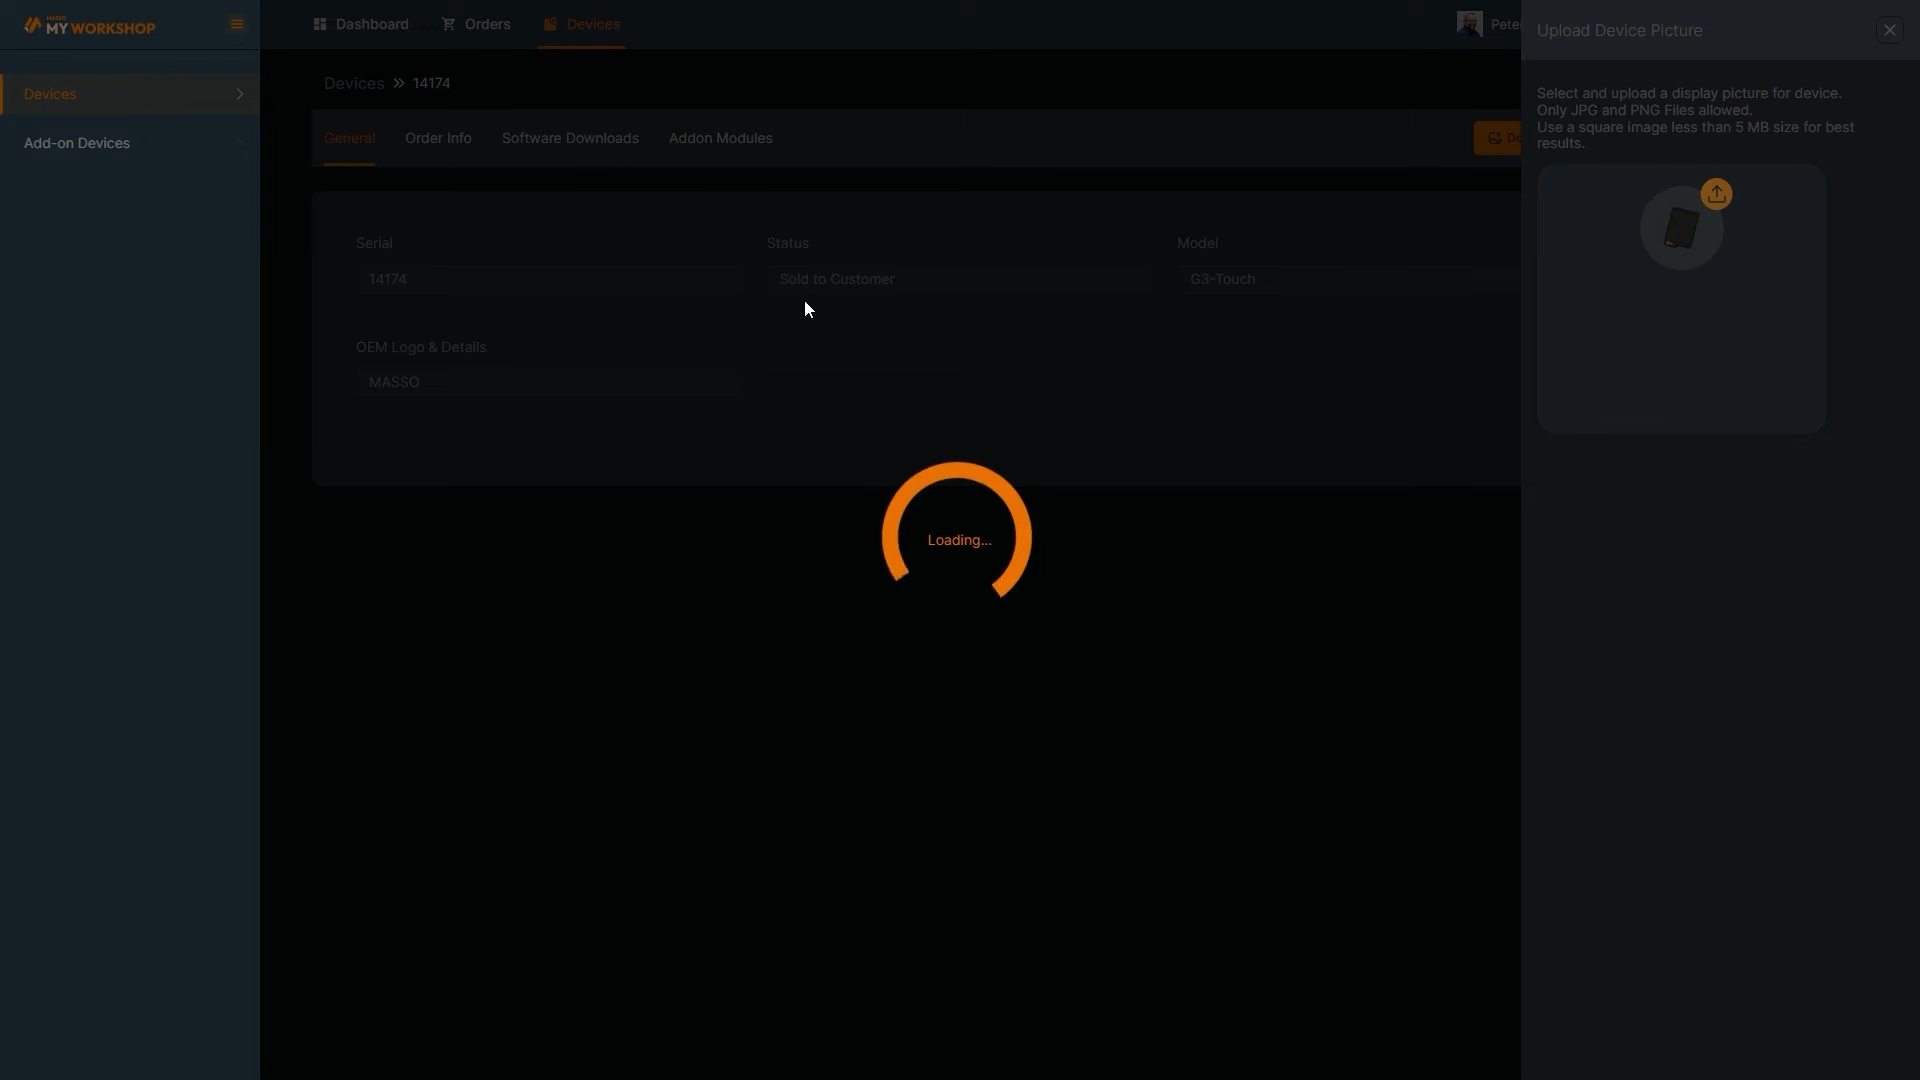 MASSO
MY WORKSHOP
Dashboard
Orders
Devices
Pete
Upload Device Picture
Devices
Add-on Devices
Devices >> 14174
General
Order Info
Software Downloads
Addon Modules
De
Select and upload a display picture for device.
Only JPG and PNG Files allowed.
Use a square image less than 5 MB size for best
results.
Serial
Status
Model
14174
Sold to Customer
G3-Touch
OEM Logo & Details
MASSO
Loading...